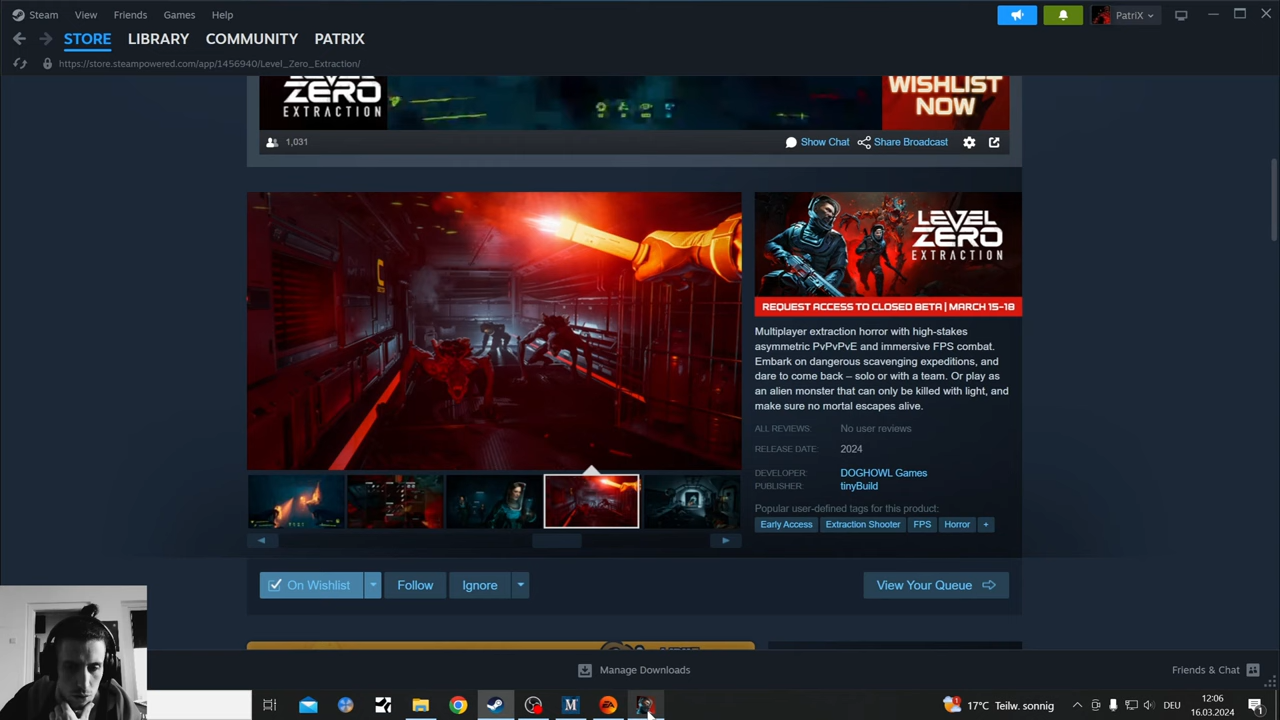 Steam View Friends Games Help PatriX
STORE LIBRARY COMMUNITY PATRIX
https://store.steampowered.com/app/1456940/Level_Zero_Extraction/
LEVEL
ZERO
EXTRACTION
WISHLIST
NOW
1,031 Show Chat Share Broadcast
C
LEVEL
ZERO
EXTRACTION
REQUEST ACCESS TO CLOSED BETA | MARCH 15-18
Multiplayer extraction horror with high-stakes
asymmetric PvPvPvE and immersive FPS combat.
Embark on dangerous scavenging expeditions, and
dare to come back – solo or with a team. Or play as
an alien monster that can only be killed with light, and
make sure no mortal escapes alive.
ALL REVIEWS: No user reviews
RELEASE DATE: 2024
DEVELOPER: DOGHOWL Games
PUBLISHER: tinyBuild
Popular user-defined tags for this product:
Early Access Extraction Shooter FPS Horror +
On Wishlist Follow Ignore View Your Queue
Manage Downloads Friends & Chat
M EA 17°C Teilw. sonnig DEU 12:06
16.03.2024